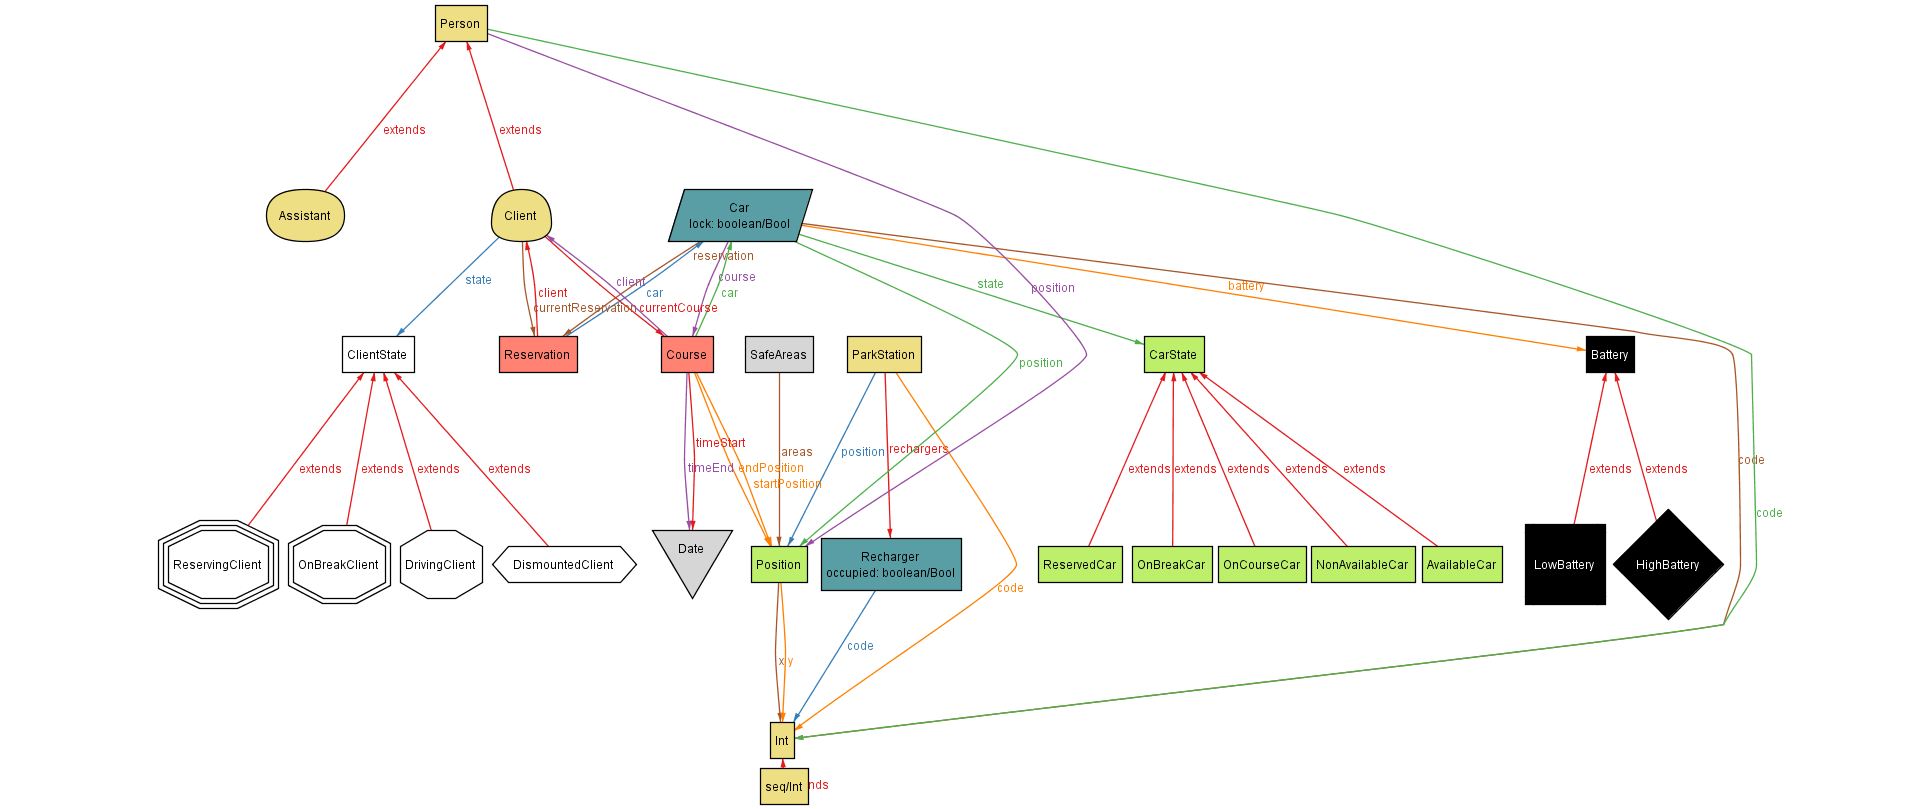 Person
extends
extends
Assistant
Client
Car
lock: boolean/Bool
reservation
course
client
car
car
client
state
currentReservation
currentCourse
state
battery
position
position
ClientState
Reservation
Course
SafeAreas
ParkStation
CarState
Battery
timeStart
timeEnd
endPosition
startPosition
areas
position
rechargers
extends
extends
extends
extends
extends
extends
extends
extends
extends
extends
extends
code
code
ReservingClient
OnBreakClient
DrivingClient
DismountedClient
Date
Position
Recharger
occupied: boolean/Bool
ReservedCar
OnBreakCar
OnCourseCar
NonAvailableCar
AvailableCar
LowBattery
HighBattery
code
code
x
y
Int
seq/Int
nds